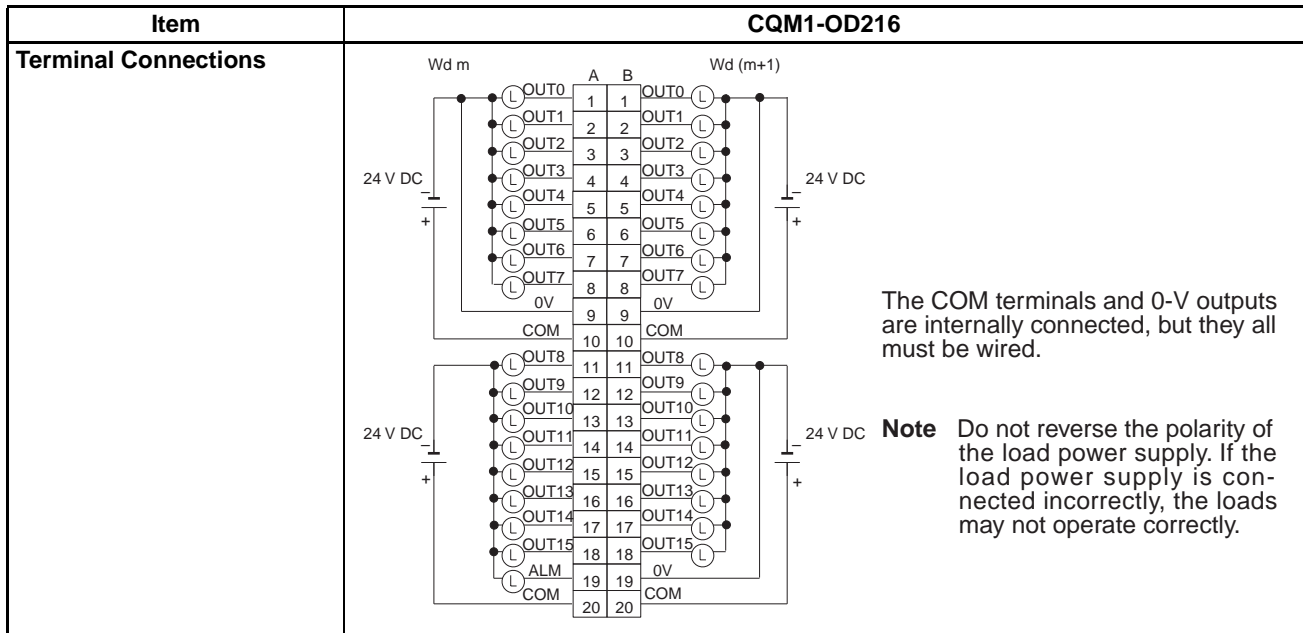 Item CQM1-OD216
Terminal Connections
Wd m Wd (m+1)
A B
L OUT0 1 1 OUT0 L
L OUT1 2 2 OUT1 L
L OUT2 3 3 OUT2 L
24 V DC L OUT3 4 4 OUT3 L 24 V DC
– L OUT4 5 5 OUT4 L –
+ L OUT5 6 6 OUT5 L +
L OUT6 7 7 OUT6 L
L OUT7 8 8 OUT7 L
0V 9 9 0V
COM 10 10 COM
L OUT8 11 11 OUT8 L
L OUT9 12 12 OUT9 L
L OUT10 13 13 OUT10 L
24 V DC L OUT11 14 14 OUT11 L 24 V DC
– L OUT12 15 15 OUT12 L –
+ L OUT13 16 16 OUT13 L +
L OUT14 17 17 OUT14 L
L OUT15 18 18 OUT15 L
L ALM 19 19 0V
COM 20 20 COM
The COM terminals and 0-V outputs
are internally connected, but they all
must be wired.
Note Do not reverse the polarity of
the load power supply. If the
load power supply is con-
nected incorrectly, the loads
may not operate correctly.